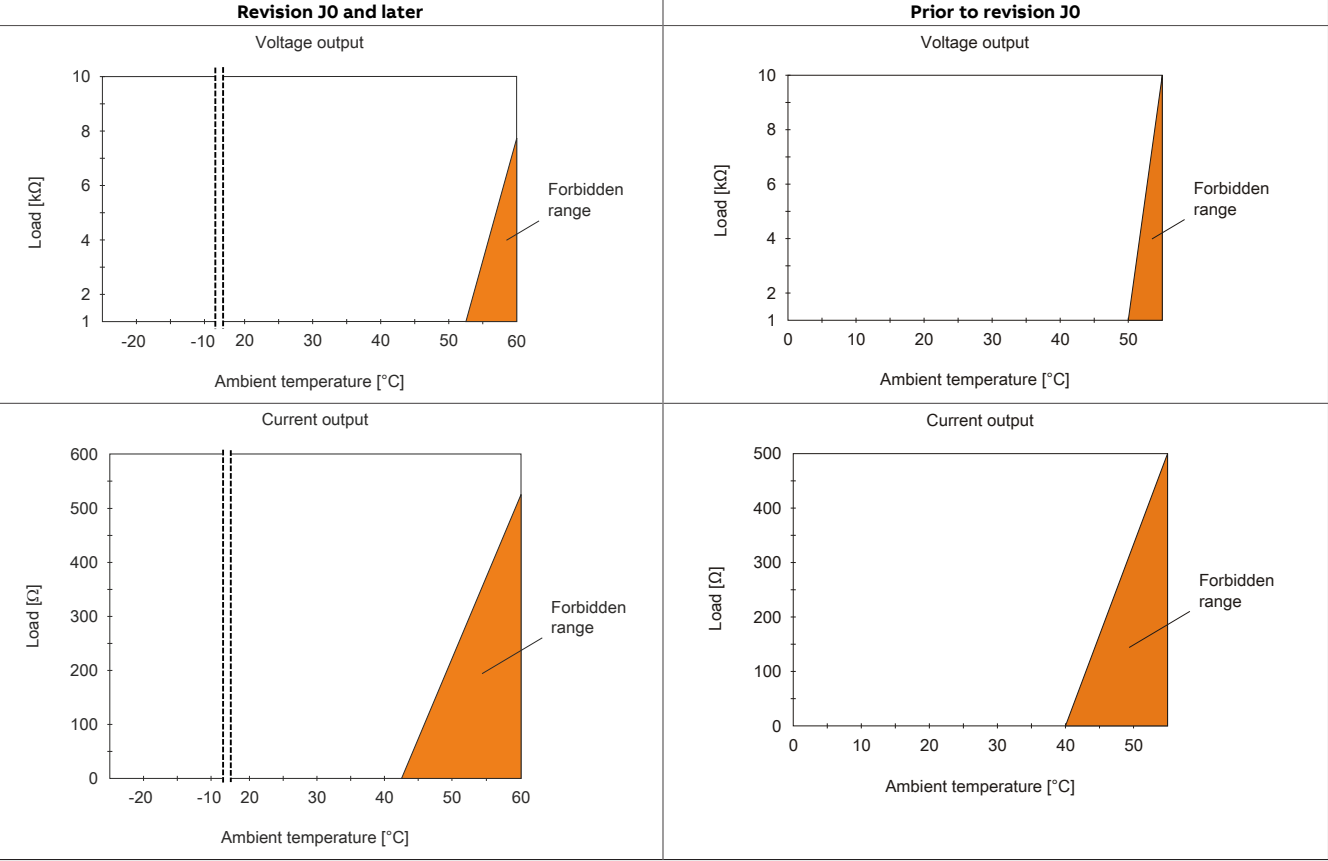 Revision J0 and later
Prior to revision J0
Voltage output
10
8
6
4
2
1
Load [kΩ]
-20 -10 20 30 40 50 60
Ambient temperature [°C]
Forbidden
range
Voltage output
10
8
6
4
2
1
Load [kΩ]
0 10 20 30 40 50
Ambient temperature [°C]
Forbidden
range
Current output
600
500
400
300
200
100
0
Load [Ω]
-20 -10 20 30 40 50 60
Ambient temperature [°C]
Forbidden
range
Current output
500
400
300
200
100
0
Load [Ω]
0 10 20 30 40 50
Ambient temperature [°C]
Forbidden
range